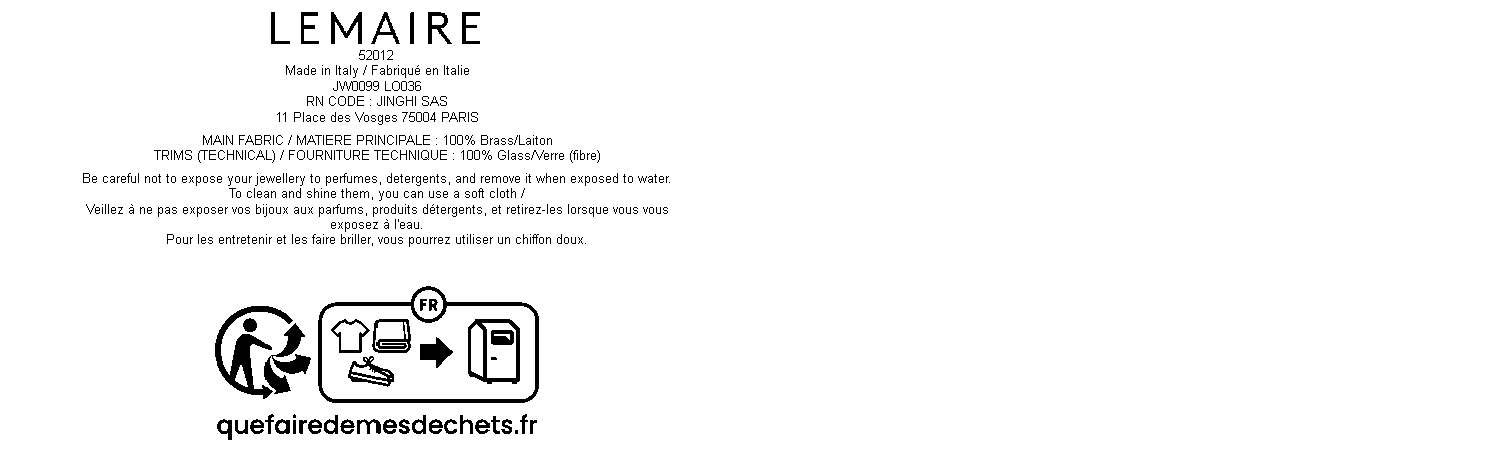 LEMAIRE
52012
Made in Italy / Fabriqué en Italie
JW0099 LO036
RN CODE : JINGHI SAS
11 Place des Vosges 75004 PARIS
MAIN FABRIC / MATIERE PRINCIPALE : 100% Brass/Laiton
TRIMS (TECHNICAL) / FOURNITURE TECHNIQUE : 100% Glass/Verre (fibre)
Be careful not to expose your jewellery to perfumes, detergents, and remove it when exposed to water.
To clean and shine them, you can use a soft cloth /
Veillez à ne pas exposer vos bijoux aux parfums, produits détergents, et retirez-les lorsque vous vous
exposez à l'eau.
Pour les entretenir et les faire briller, vous pourrez utiliser un chiffon doux.
FR
quefairedemesdechets.fr